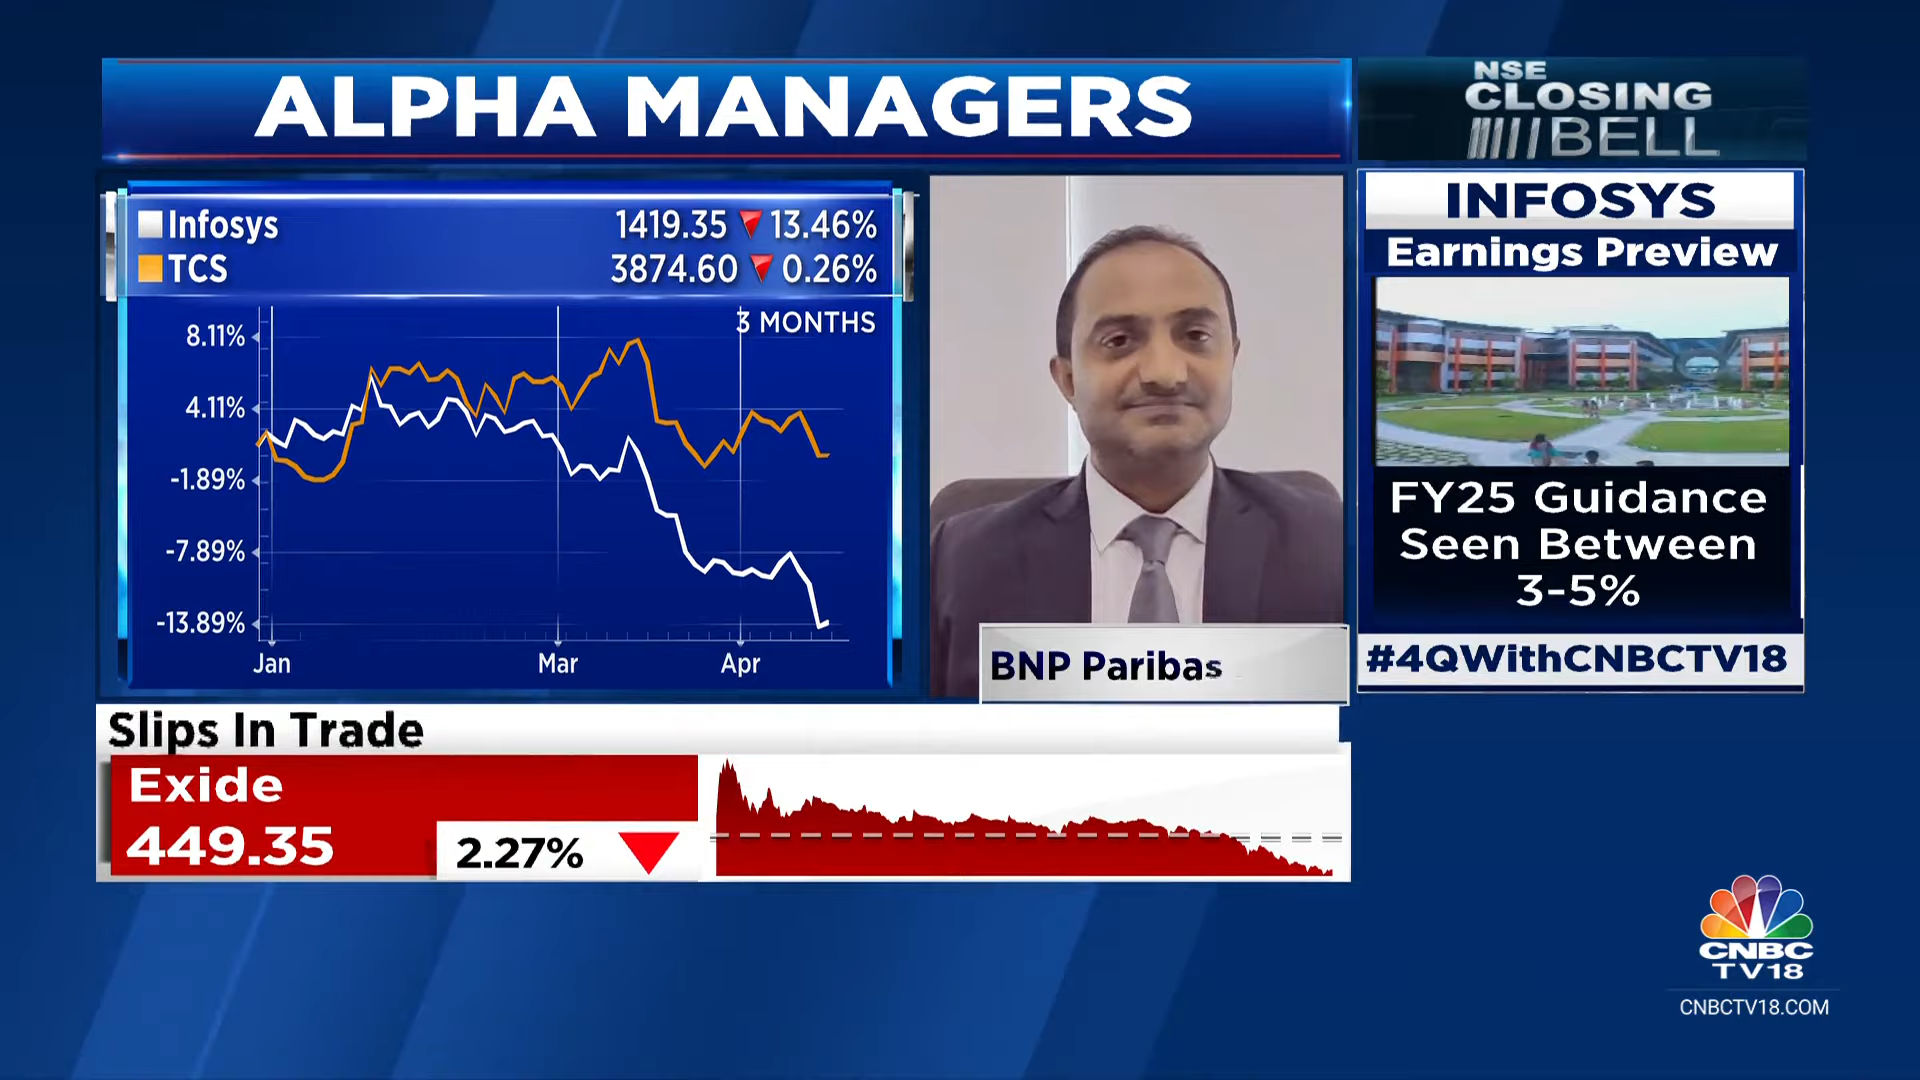 ALPHA MANAGERS
NSE
CLOSING
BELL
Infosys 1419.35 ▼ 13.46%
TCS 3874.60 ▼ 0.26%
3 MONTHS
8.11%
4.11%
-1.89%
-7.89%
-13.89%
Jan Mar Apr
BNP Paribas
INFOSYS
Earnings Preview
FY25 Guidance
Seen Between
3-5%
#4QWithCNBCTV18
Slips In Trade
Exide
449.35 2.27% ▼
CNBC
TV18
CNBCTV18.COM